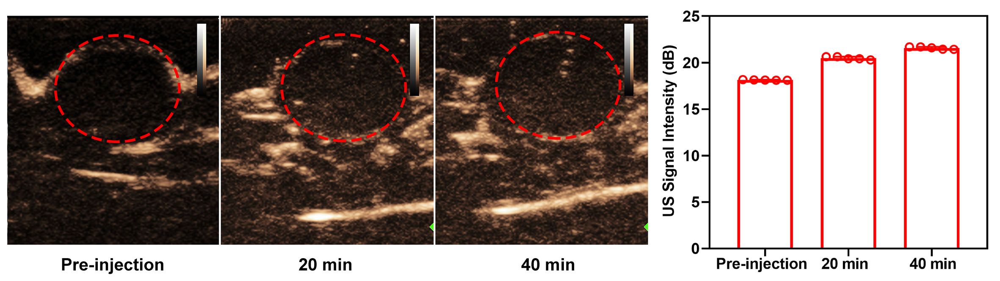 Pre-injection
20 min
40 min
US Signal Intensity (dB)
25
20
15
10
5
0
Pre-injection
20 min
40 min